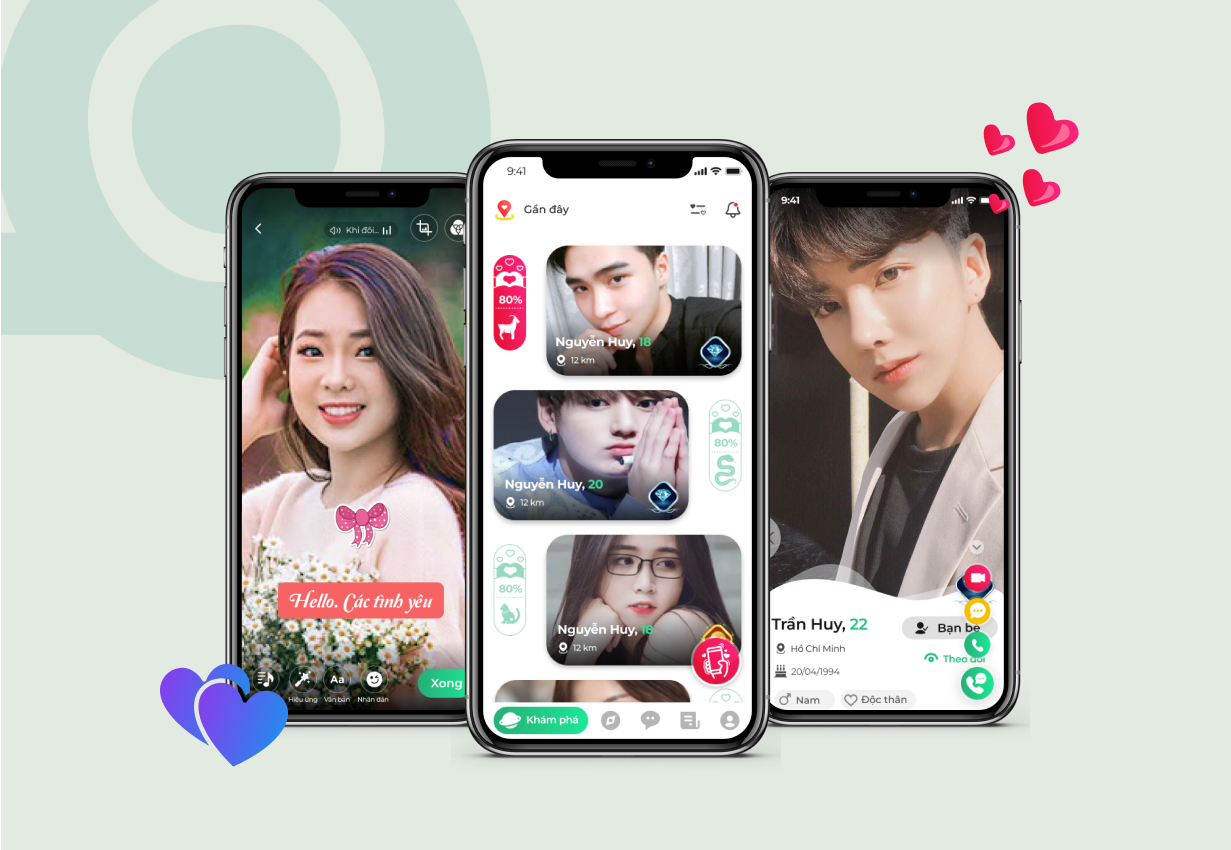 Khi đôi...
Hello. Các tình yêu
Hiệu ứng
Aa
Văn bản
Nhãn dán
Xong
9:41
Gần đây
80%
Nguyễn Huy, 18
12 km
Nguyễn Huy, 20
12 km
80%
80%
Nguyễn Huy, 18
12 km
Khám phá
9:41
Trần Huy, 22
Bạn bè
Hồ Chí Minh
Theo dõi
20/04/1994
Nam
Độc thân